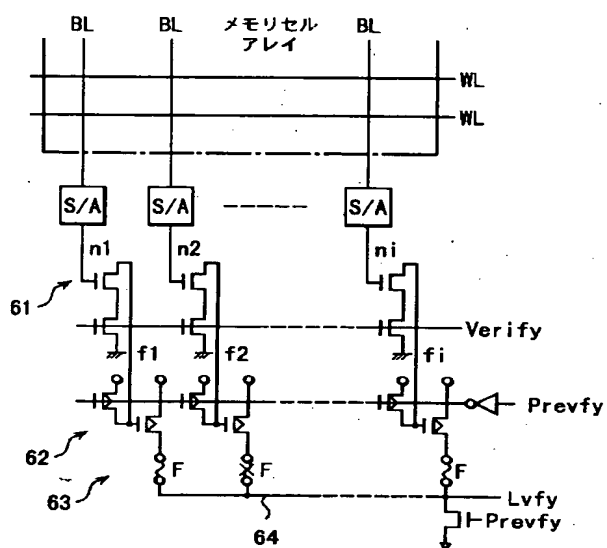 BL BL メモリセル BL
アレイ
WL
WL
S/A S/A S/A
n1 n2 ni
61
Verify
f1 f2 fi
Prevfy
62
F F F
63
Lvfy
64 Prevfy